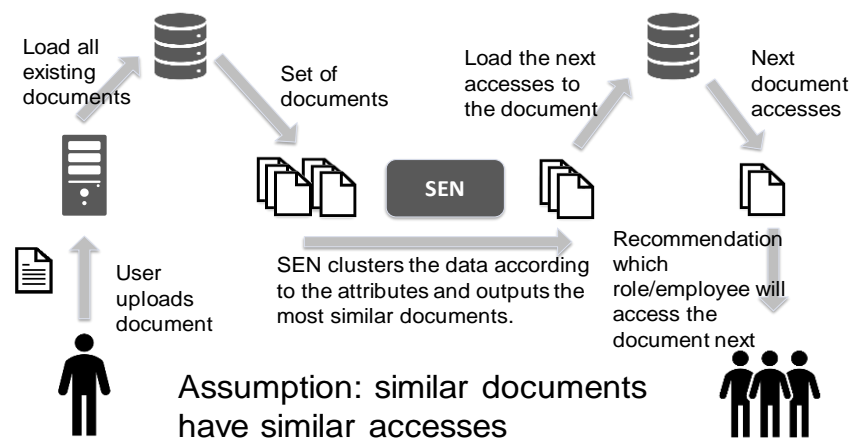 Load all
existing
documents
Set of
documents
Load the next
accesses to
the document
Next
document
accesses
SEN
User
uploads
document
SEN clusters the data according
to the attributes and outputs the
most similar documents.
Recommendation
which
role/employee will
access the
document next
Assumption: similar documents
have similar accesses